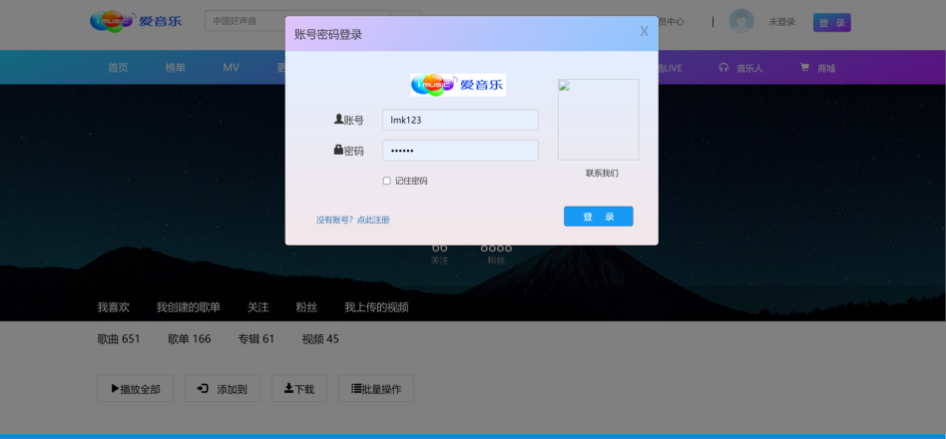 iMUSIC 爱音乐
中国好声音
员中心 | 未登录 登 录
首页 榜单 MV 更
LIVE 音乐人 商城
账号密码登录 X
iMUSIC 爱音乐
账号 lmk123
密码 ••••••
记住密码
联系我们
没有账号？点此注册
登 录
66 8888
关注 粉丝
我喜欢 我创建的歌单 关注 粉丝 我上传的视频
歌曲 651 歌单 166 专辑 61 视频 45
播放全部 添加到 下载 批量操作